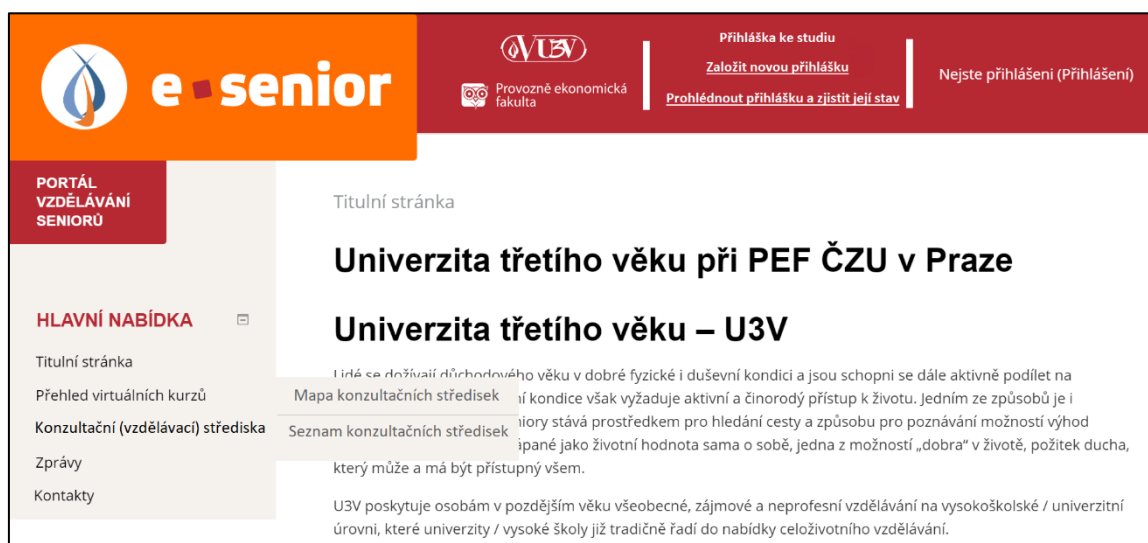 e senior
VU3V
Provozně ekonomická
fakulta
Přihláška ke studiu
Založit novou přihlášku
Prohlédnout přihlášku a zjistit její stav
Nejste přihlášeni (Přihlášení)
PORTÁL
VZDĚLÁVÁNÍ
SENIORŮ
HLAVNÍ NABÍDKA
Titulní stránka
Přehled virtuálních kurzů
Konzultační (vzdělávací) střediska
Zprávy
Kontakty
Mapa konzultačních středisek
Seznam konzultačních středisek
Titulní stránka
Univerzita třetího věku při PEF ČZU v Praze
Univerzita třetího věku – U3V
Lidé se dožívají důchodového věku v dobré fyzické i duševní kondici a jsou schopni se dále aktivně podílet na
kondice však vyžaduje aktivní a činorodý přístup k životu. Jedním ze způsobů je i
stává prostředkem pro hledání cesty a způsobu pro poznávání možností výhod
jako životní hodnota sama o sobě, jedna z možností „dobra“ v životě, požitek ducha,
který může a má být přístupný všem.
U3V poskytuje osobám v pozdějším věku všeobecné, zájmové a neprofesní vzdělávání na vysokoškolské / univerzitní
úrovni, které univerzity / vysoké školy již tradičně řadí do nabídky celoživotního vzdělávání.